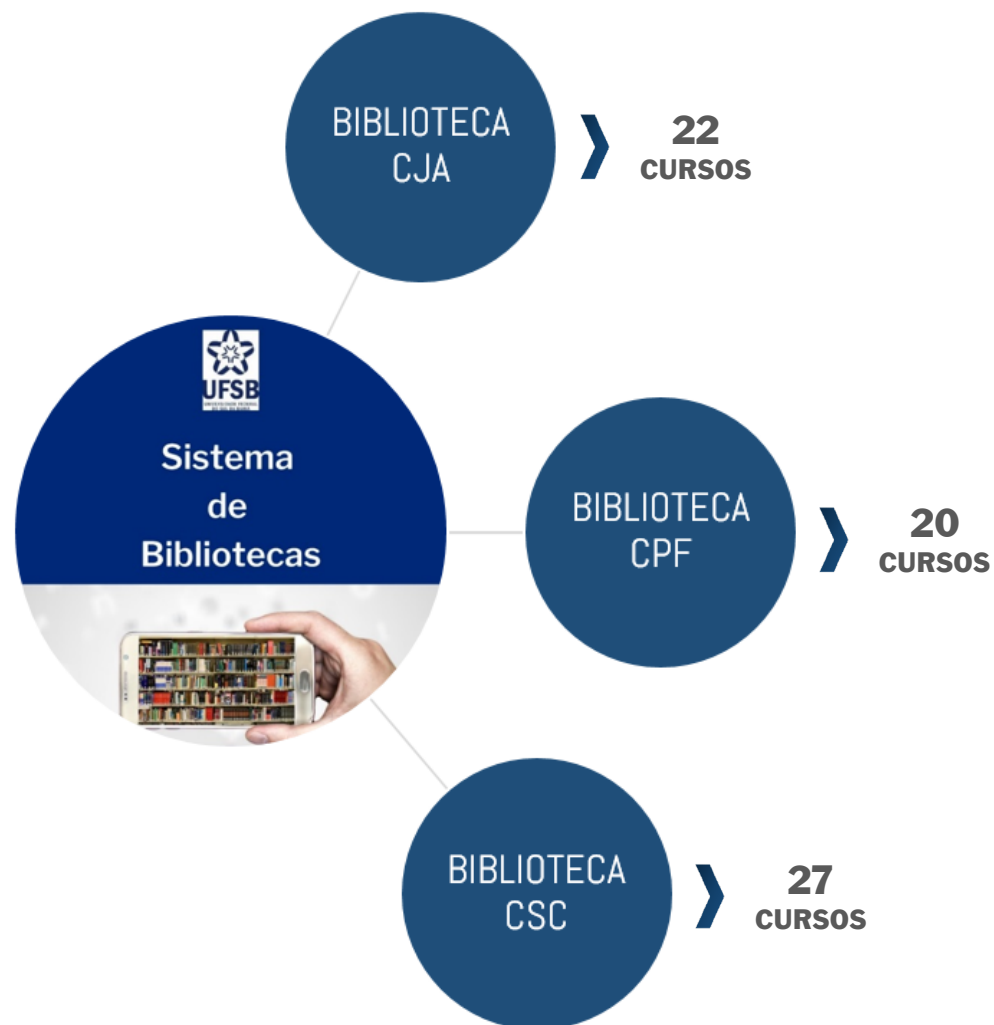 BIBLIOTECA
CJA
22
CURSOS
UFSB
Sistema
de
Bibliotecas
BIBLIOTECA
CPF
20
CURSOS
BIBLIOTECA
CSC
27
CURSOS